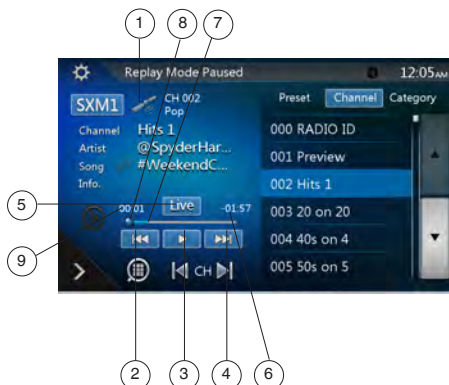 1
8
7
Replay Mode Paused
12:05AM
SXM1
CH 002
Pop
Preset
Channel
Category
Channel
Hits 1
Artist
@SpyderHar...
Song
#WeekendC...
Info.
000 RADIO ID
001 Preview
002 Hits 1
003 20 on 20
004 40s on 4
005 50s on 5
5
00:01
Live
-01:57
9
CH
2
3
4
6